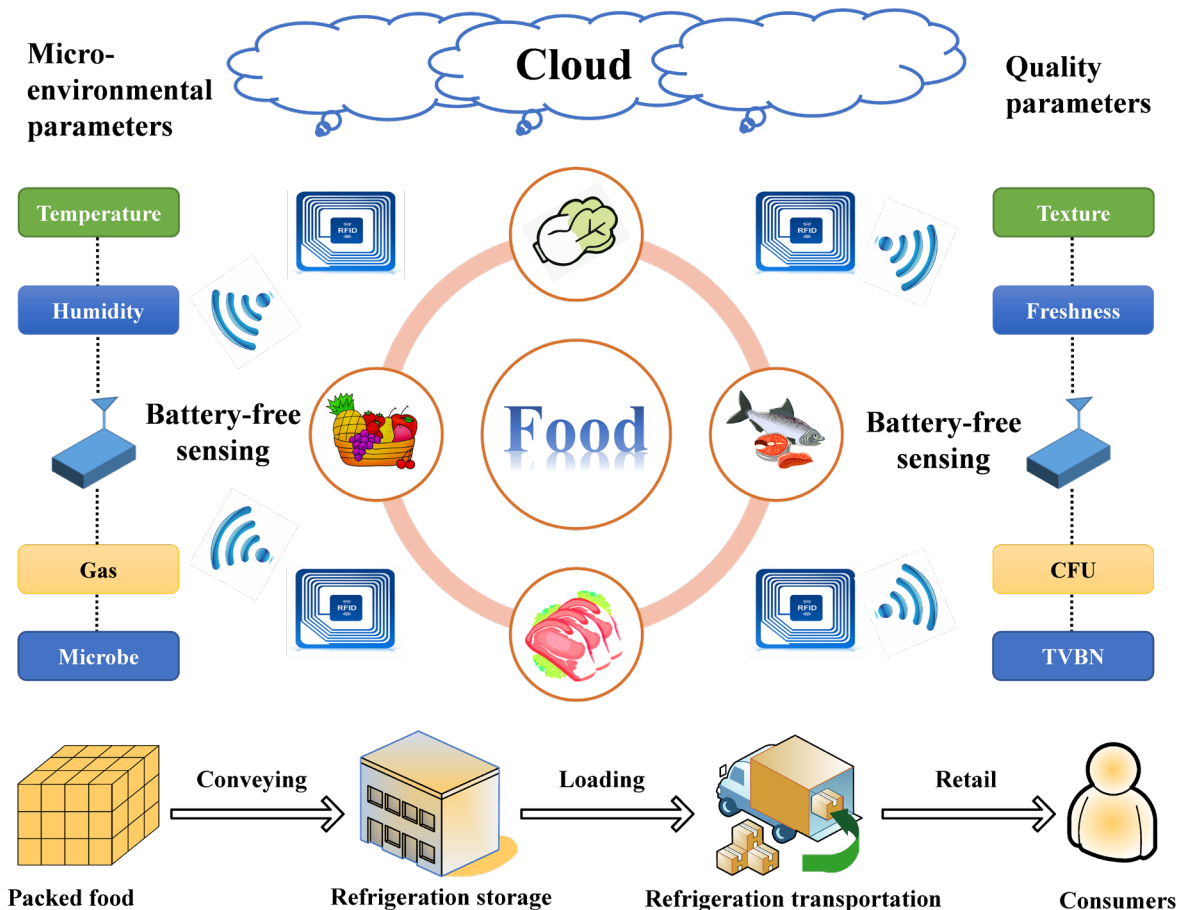 Micro-
environmental
parameters
Cloud
Quality
parameters
Temperature
RFID
RFID
Texture
Humidity
Freshness
Battery-free
sensing
Food
Battery-free
sensing
Gas
RFID
RFID
CFU
Microbe
TVBN
Conveying
Loading
Retail
Packed food
Refrigeration storage
Refrigeration transportation
Consumers